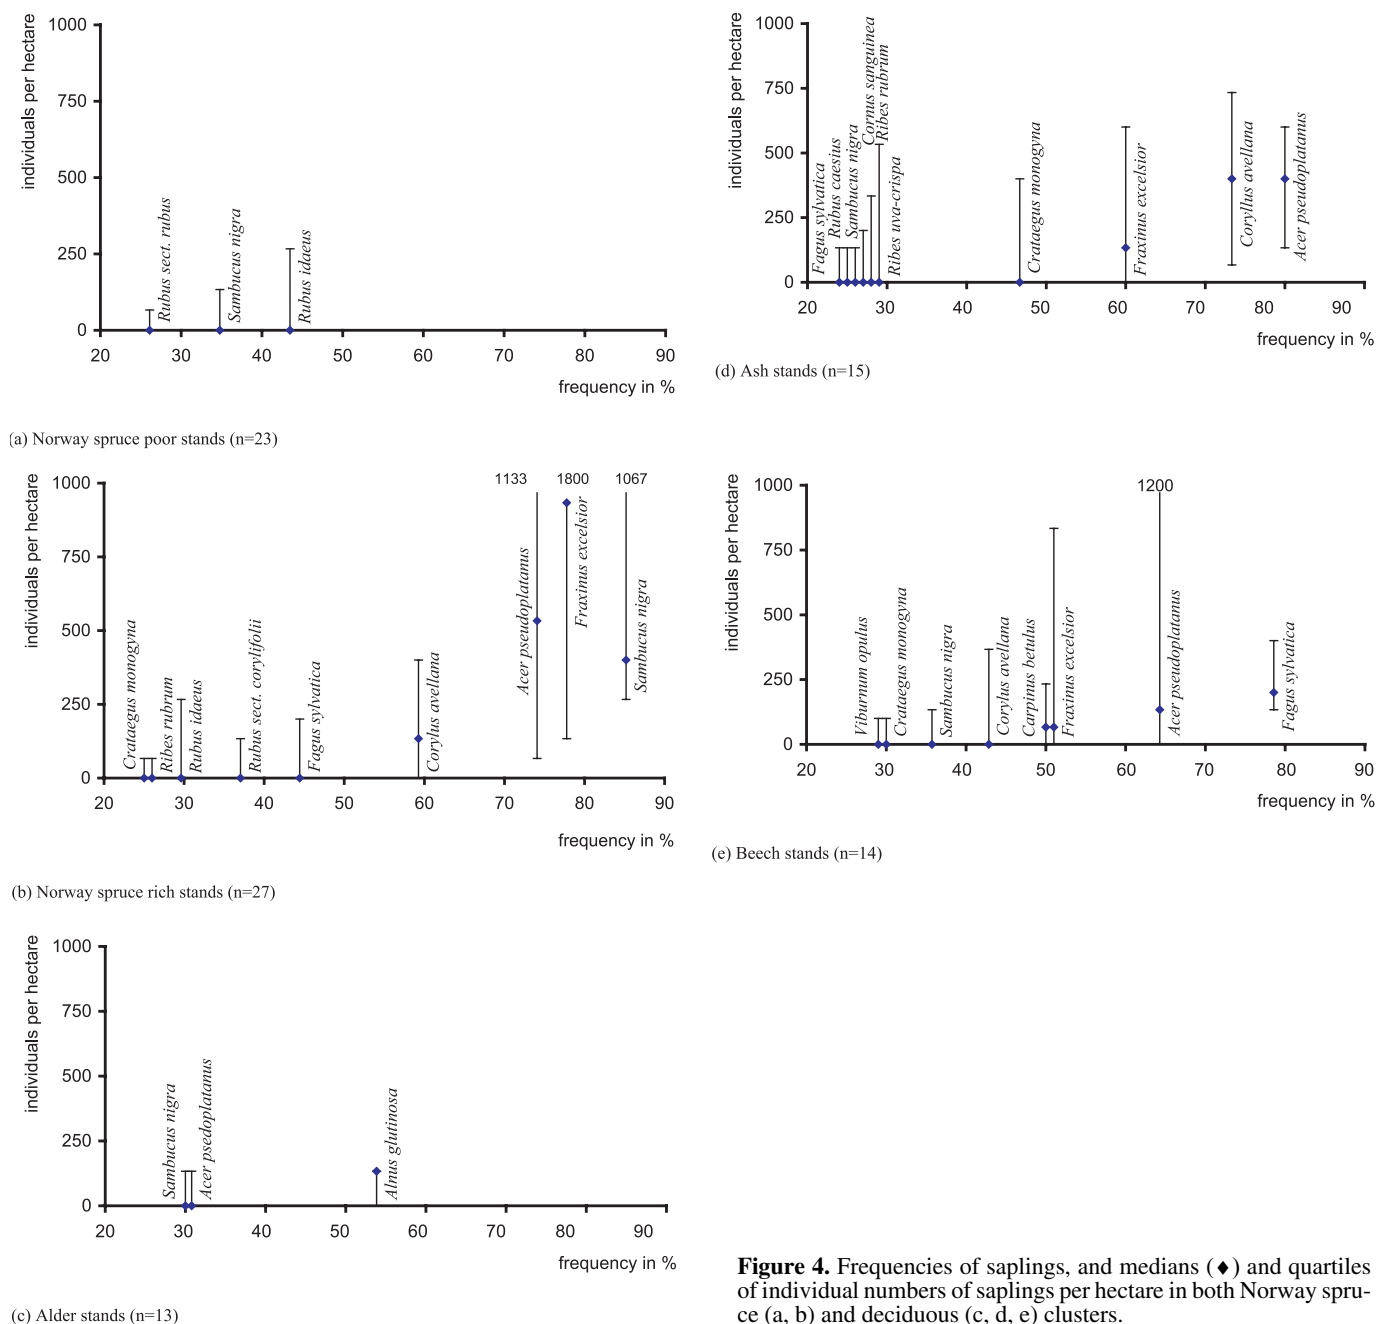 individuals per hectare
1000
750
500
250
0
Rubus sect. rubus
Sambucus nigra
Rubus idaeus
20 30 40 50 60 70 80 90
frequency in %
(a) Norway spruce poor stands (n=23)
individuals per hectare
1133 1800 1067
1000
750
500
250
0
Crataegus monogyna
Ribes rubrum
Rubus idaeus
Rubus sect. corylifolii
Fagus sylvatica
Corylus avellana
Acer pseudoplatanus
Fraxinus excelsior
Sambucus nigra
20 30 40 50 60 70 80 90
frequency in %
(b) Norway spruce rich stands (n=27)
individuals per hectare
1000
750
500
250
0
Sambucus nigra
Acer psedoplatanus
Alnus glutinosa
20 30 40 50 60 70 80 90
frequency in %
(c) Alder stands (n=13)
individuals per hectare
1000
750
500
250
0
Fagus sylvatica
Rubus caesius
Sambucus nigra
Cornus sanguinea
Ribes rubrum
Ribes uva-crispa
Crataegus monogyna
Fraxinus excelsior
Coryllus avellana
Acer pseudoplatanus
20 30 40 50 60 70 80 90
frequency in %
(d) Ash stands (n=15)
individuals per hectare
1200
1000
750
500
250
0
Viburnum opulus
Crataegus monogyna
Sambucus nigra
Corylus avellana
Carpinus betulus
Fraxinus excelsior
Acer pseudoplatanus
Fagus sylvatica
20 30 40 50 60 70 80 90
frequency in %
(e) Beech stands (n=14)
Figure 4. Frequencies of saplings, and medians (♦) and quartiles
of individual numbers of saplings per hectare in both Norway spru-
ce (a, b) and deciduous (c, d, e) clusters.